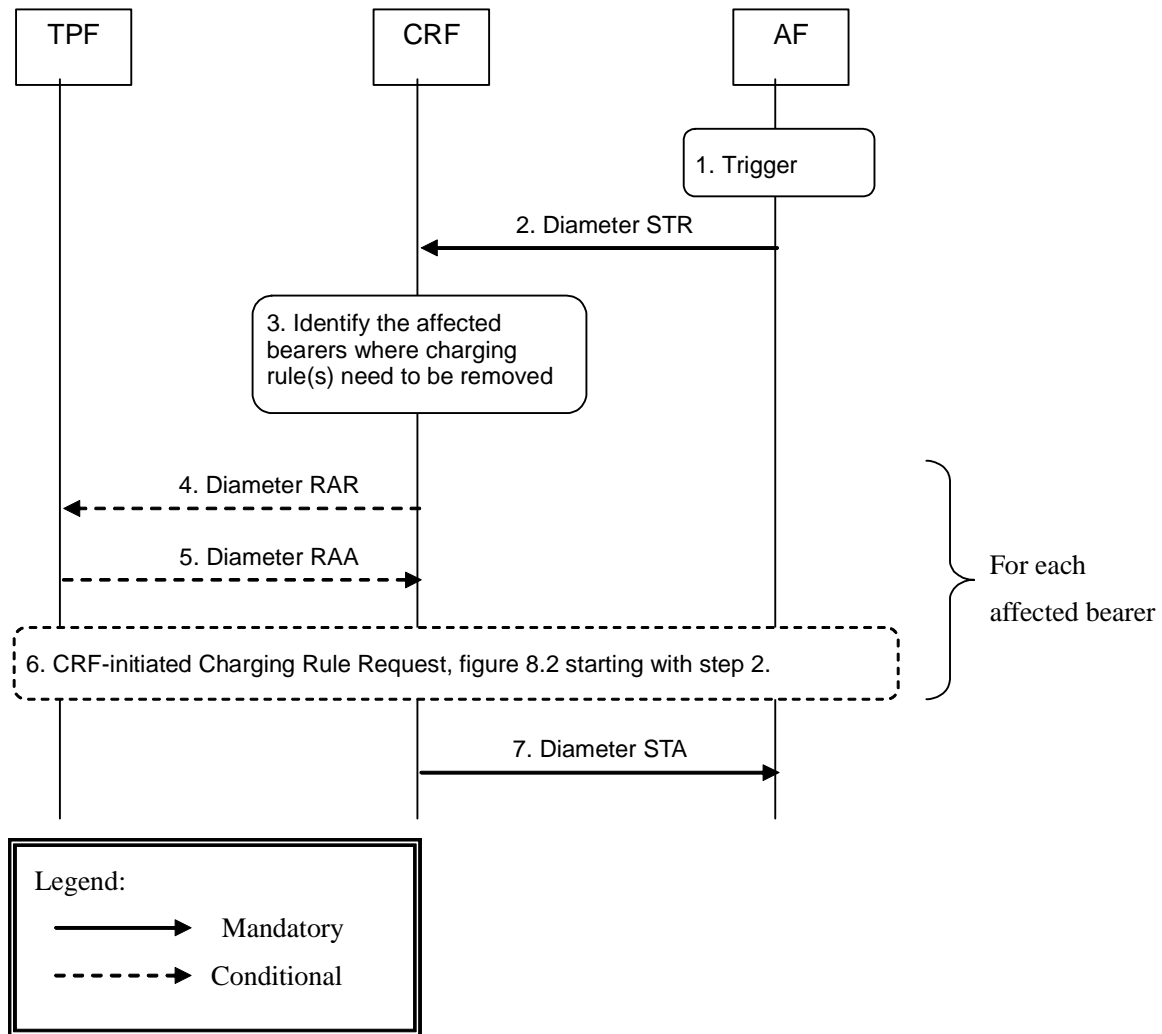 TPF
CRF
AF
1. Trigger
2. Diameter STR
3. Identify the affected
bearers where charging
rule(s) need to be removed
4. Diameter RAR
5. Diameter RAA
For each
affected bearer
6. CRF-initiated Charging Rule Request, figure 8.2 starting with step 2.
7. Diameter STA
Legend:
Mandatory
Conditional